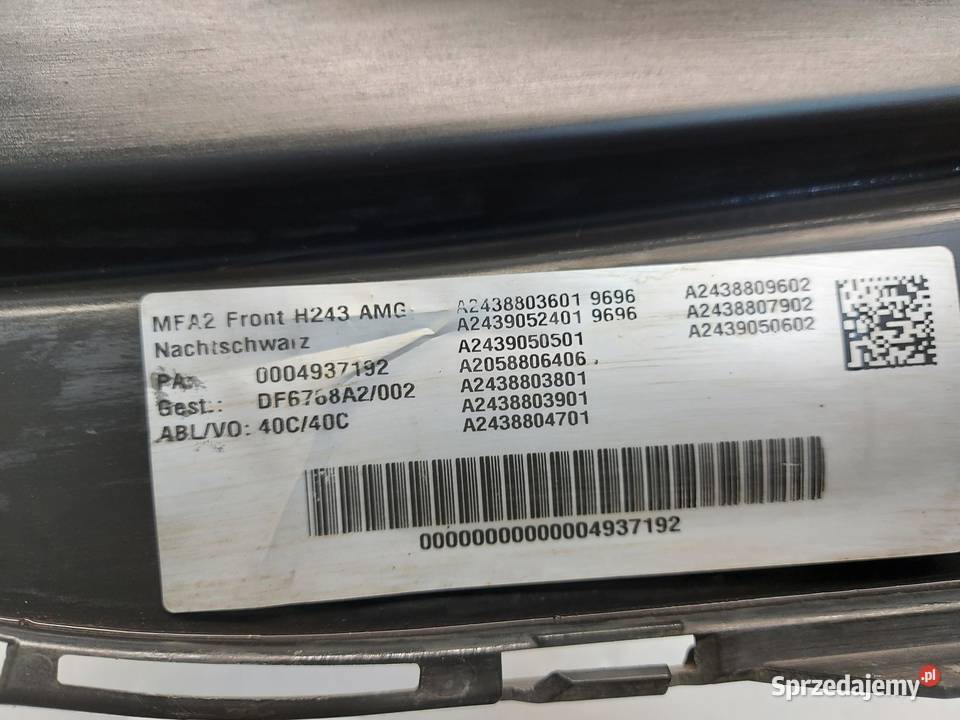 MFA2 Front H243 AMG
Nachtschwarz
PA: 0004937192
Gest.: DF6768A2/002
ABL/VO: 40C/40C
A2438803601 9696
A2439052401 9696
A2439050501
A2058806406
A2438803801
A2438803901
A2438804701
A2438809602
A2438807902
A2439050602
00000000000004937192
Sprzedajemy.pl